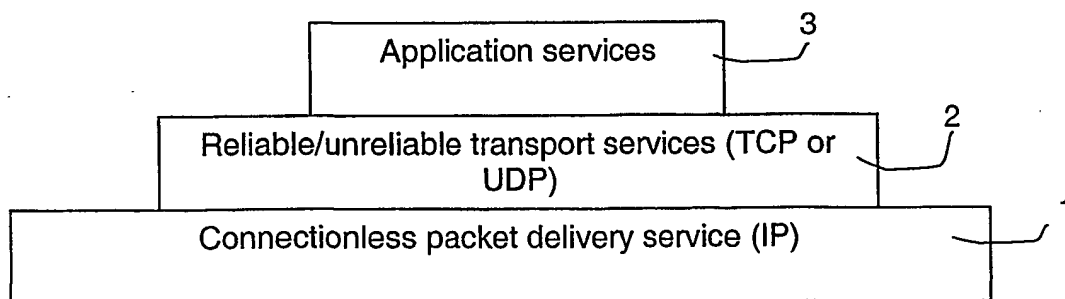 3
Application services
2
Reliable/unreliable transport services (TCP or
UDP)
Connectionless packet delivery service (IP)